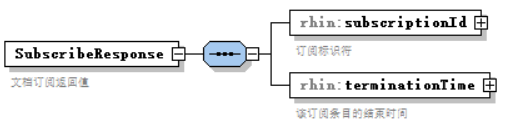 rhin:subscriptionId
订阅标识符
SubscribeResponse
文档订阅返回值
rhin:terminationTime
该订阅条目的结束时间